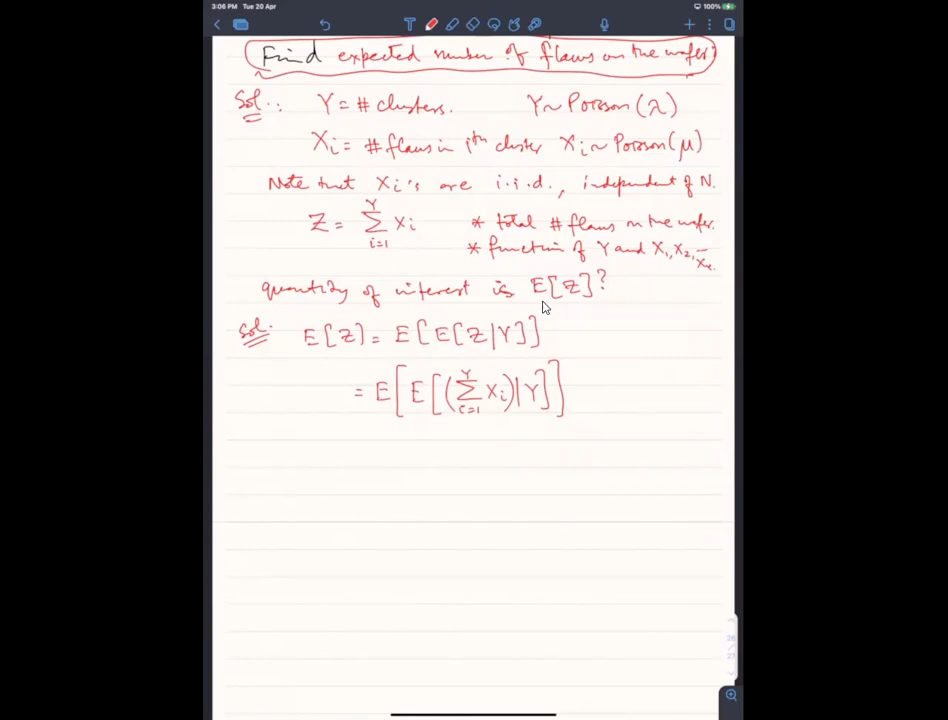 3:06 PM Tue 20 Apr 100%
Find expected number of flaws on the wafer?
Sol.: Y = # clusters. Y ~ Poisson (λ)
Xi = # flaws in ith cluster Xi ~ Poisson(μ)
Note that Xi's are i.i.d., independent of N.
Z = Σ_{i=1}^{Y} Xi * total # flaws on the wafer.
* function of Y and X1, X2, --
quantity of interest is E[Z]?
Sol. E[Z] = E[E[Z|Y]]
= E[E[(Σ_{i=1}^{Y} Xi)|Y]]